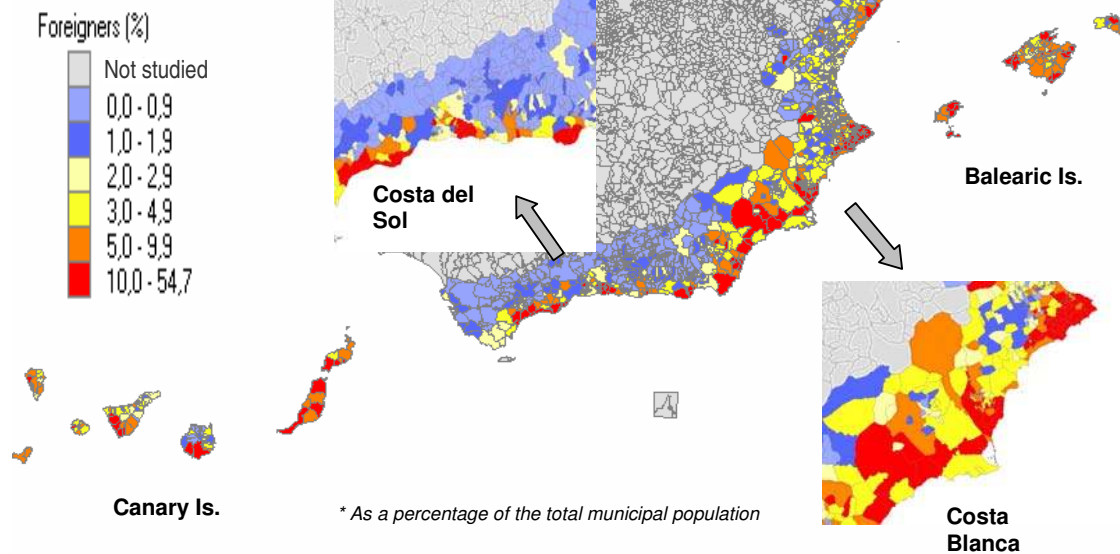 Foreigners (%)
Not studied
0,0 - 0,9
1,0 - 1,9
2,0 - 2,9
3,0 - 4,9
5,0 - 9,9
10,0 - 54,7
Costa del
Sol
Balearic Is.
Canary Is.
* As a percentage of the total municipal population
Costa
Blanca